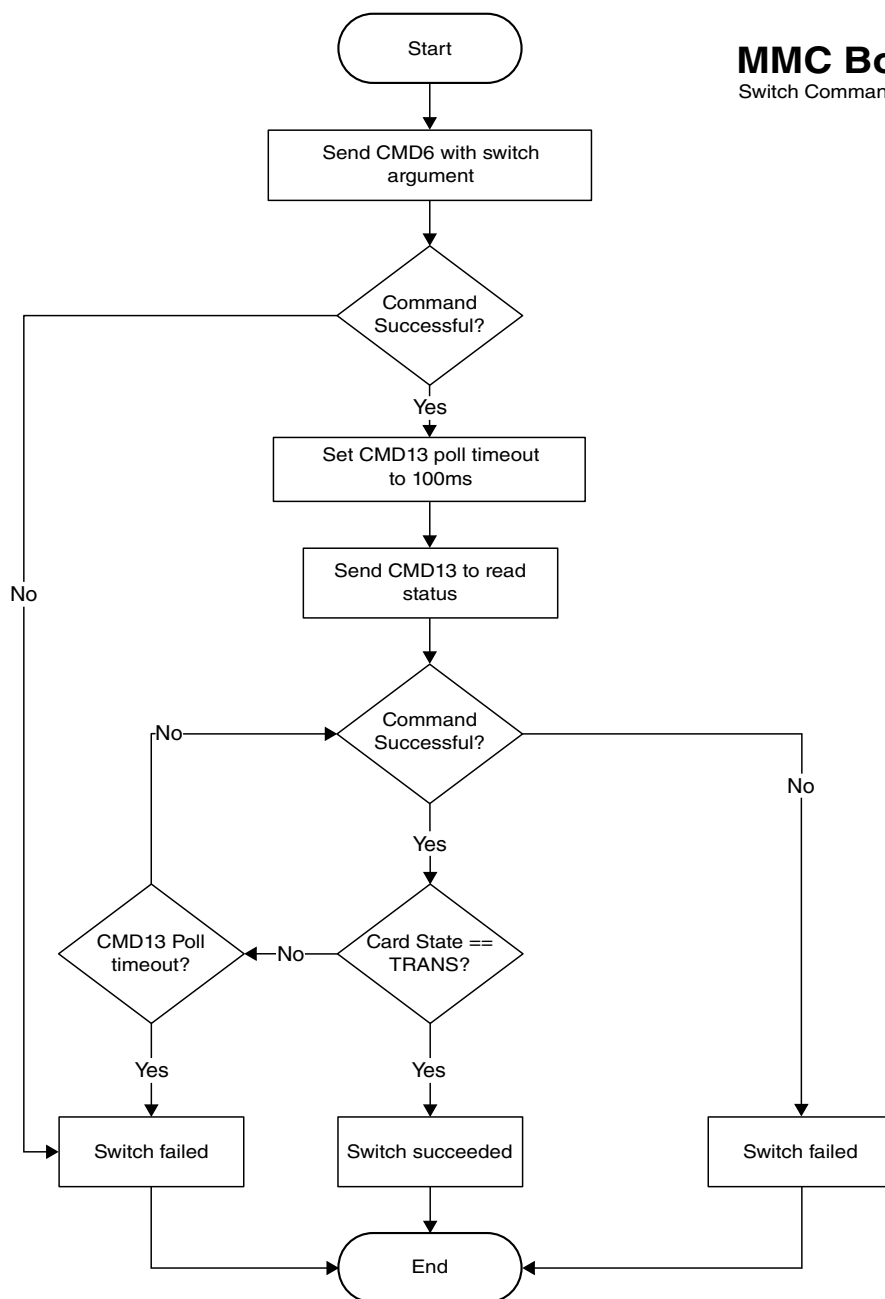 Start
MMC Bo
Switch Comman
Send CMD6 with switch
argument
Command
Successful?
Yes
Set CMD13 poll timeout
to 100ms
Send CMD13 to read
status
No
Command
Successful?
No
No
Yes
CMD13 Poll
timeout?
No
Card State ==
TRANS?
Yes
Yes
Switch failed
Switch succeeded
Switch failed
End